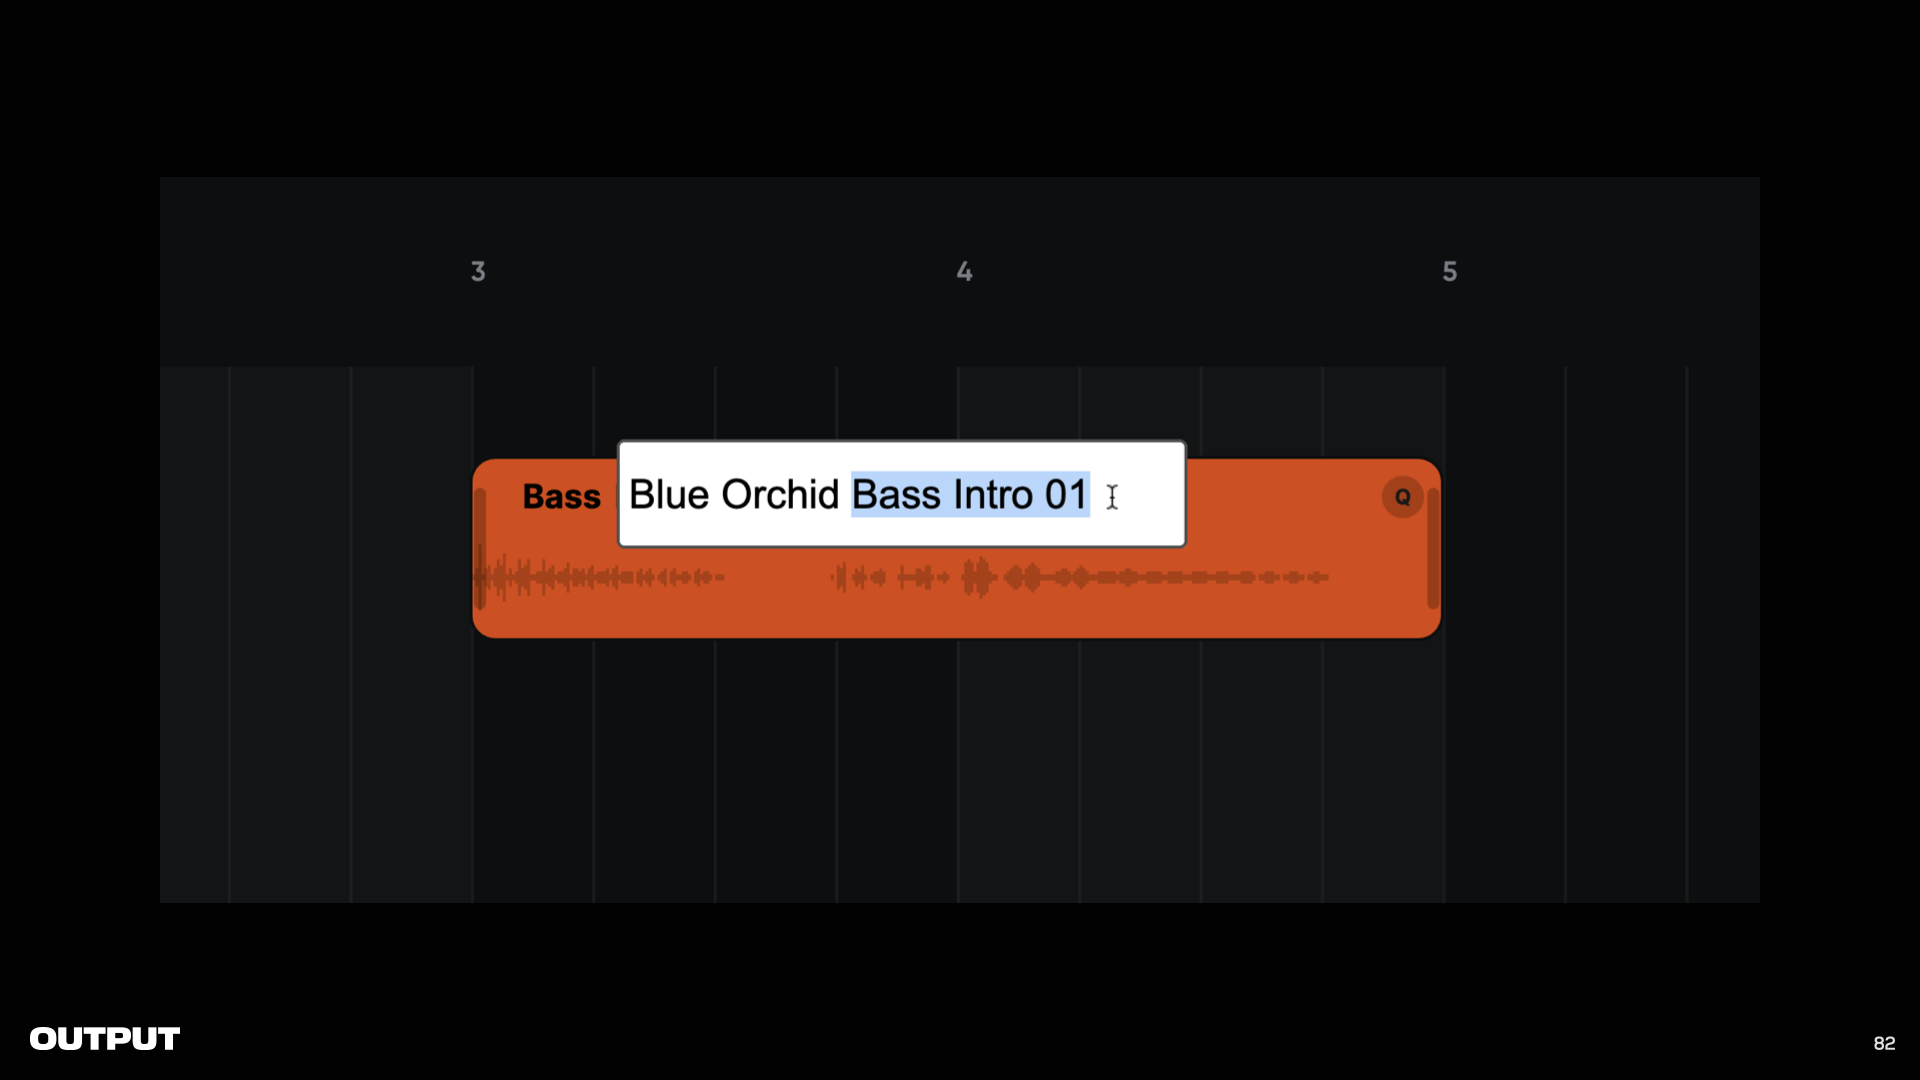 3 4 5
Bass Blue Orchid Bass Intro 01 Q
OUTPUT
82